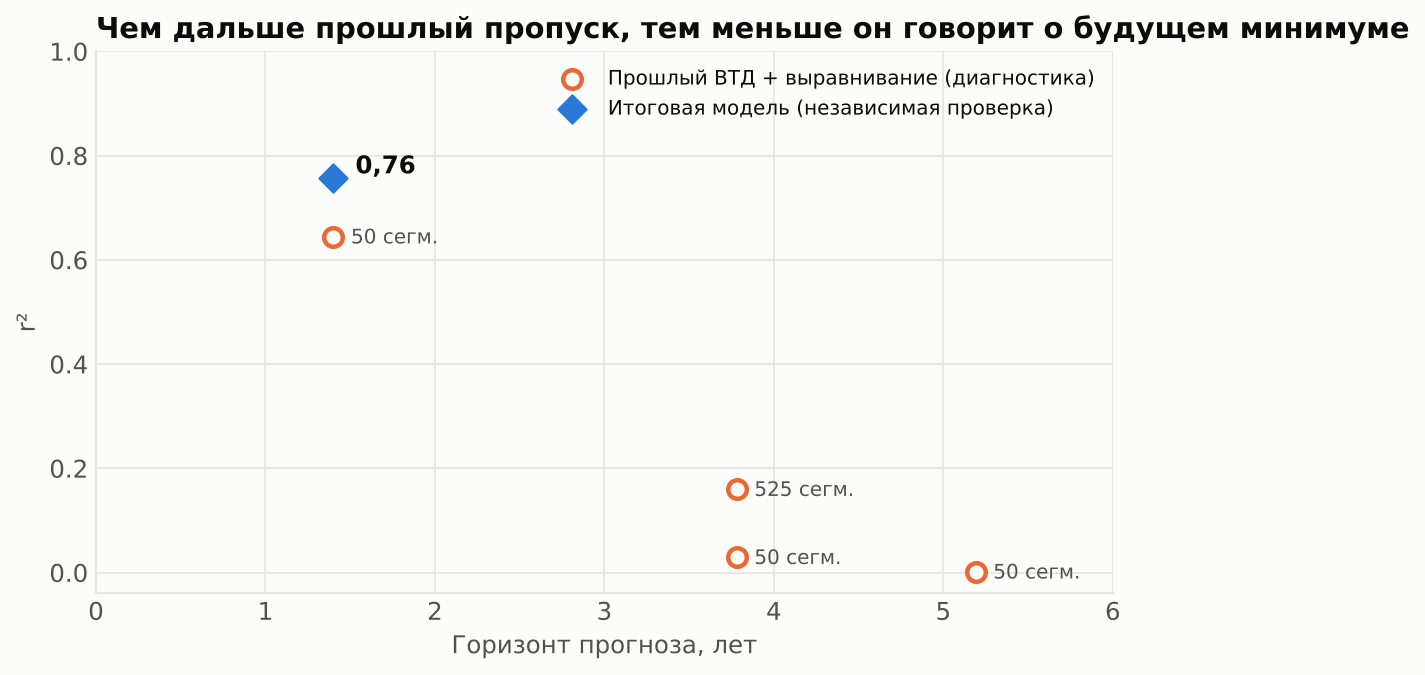 Чем дальше прошлый пропуск, тем меньше он говорит о будущем минимуме
1.0
Прошлый ВТД + выравнивание (диагностика)
Итоговая модель (независимая проверка)
0.8
0,76
50 сегм.
0.6
r²
0.4
0.2
525 сегм.
50 сегм.
0.0
50 сегм.
0 1 2 3 4 5 6
Горизонт прогноза, лет